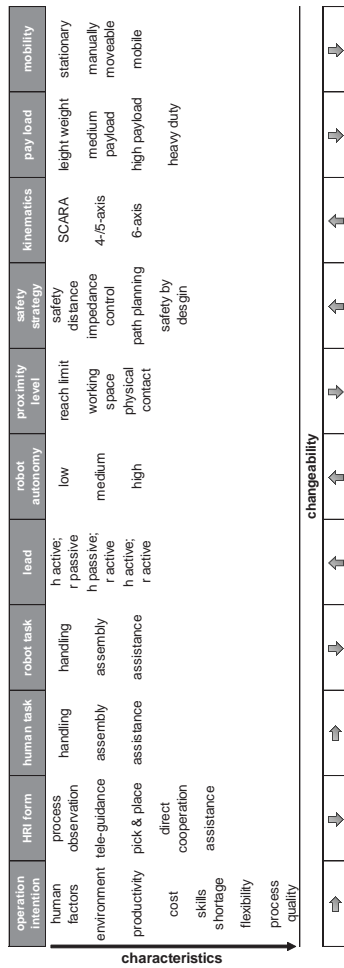 operation
intention
HRI form
human task
robot task
lead
robot
autonomy
proximity
level
safety
strategy
kinematics
pay load
mobility
human
factors
environment
productivity
cost
skills
shortage
flexibility
process
quality
process
observation
tele-guidance
pick & place
direct
cooperation
assistance
handling
assembly
assistance
handling
assembly
assistance
h active;
r passive
h passive;
r active
h active;
r active
low
medium
high
reach limit
working
space
physical
contact
safety
distance
impedance
control
path planning
safety by
desgin
SCARA
4-/5-axis
6-axis
leight weight
medium
payload
high payload
heavy duty
stationary
manually
moveable
mobile
characteristics
changeability